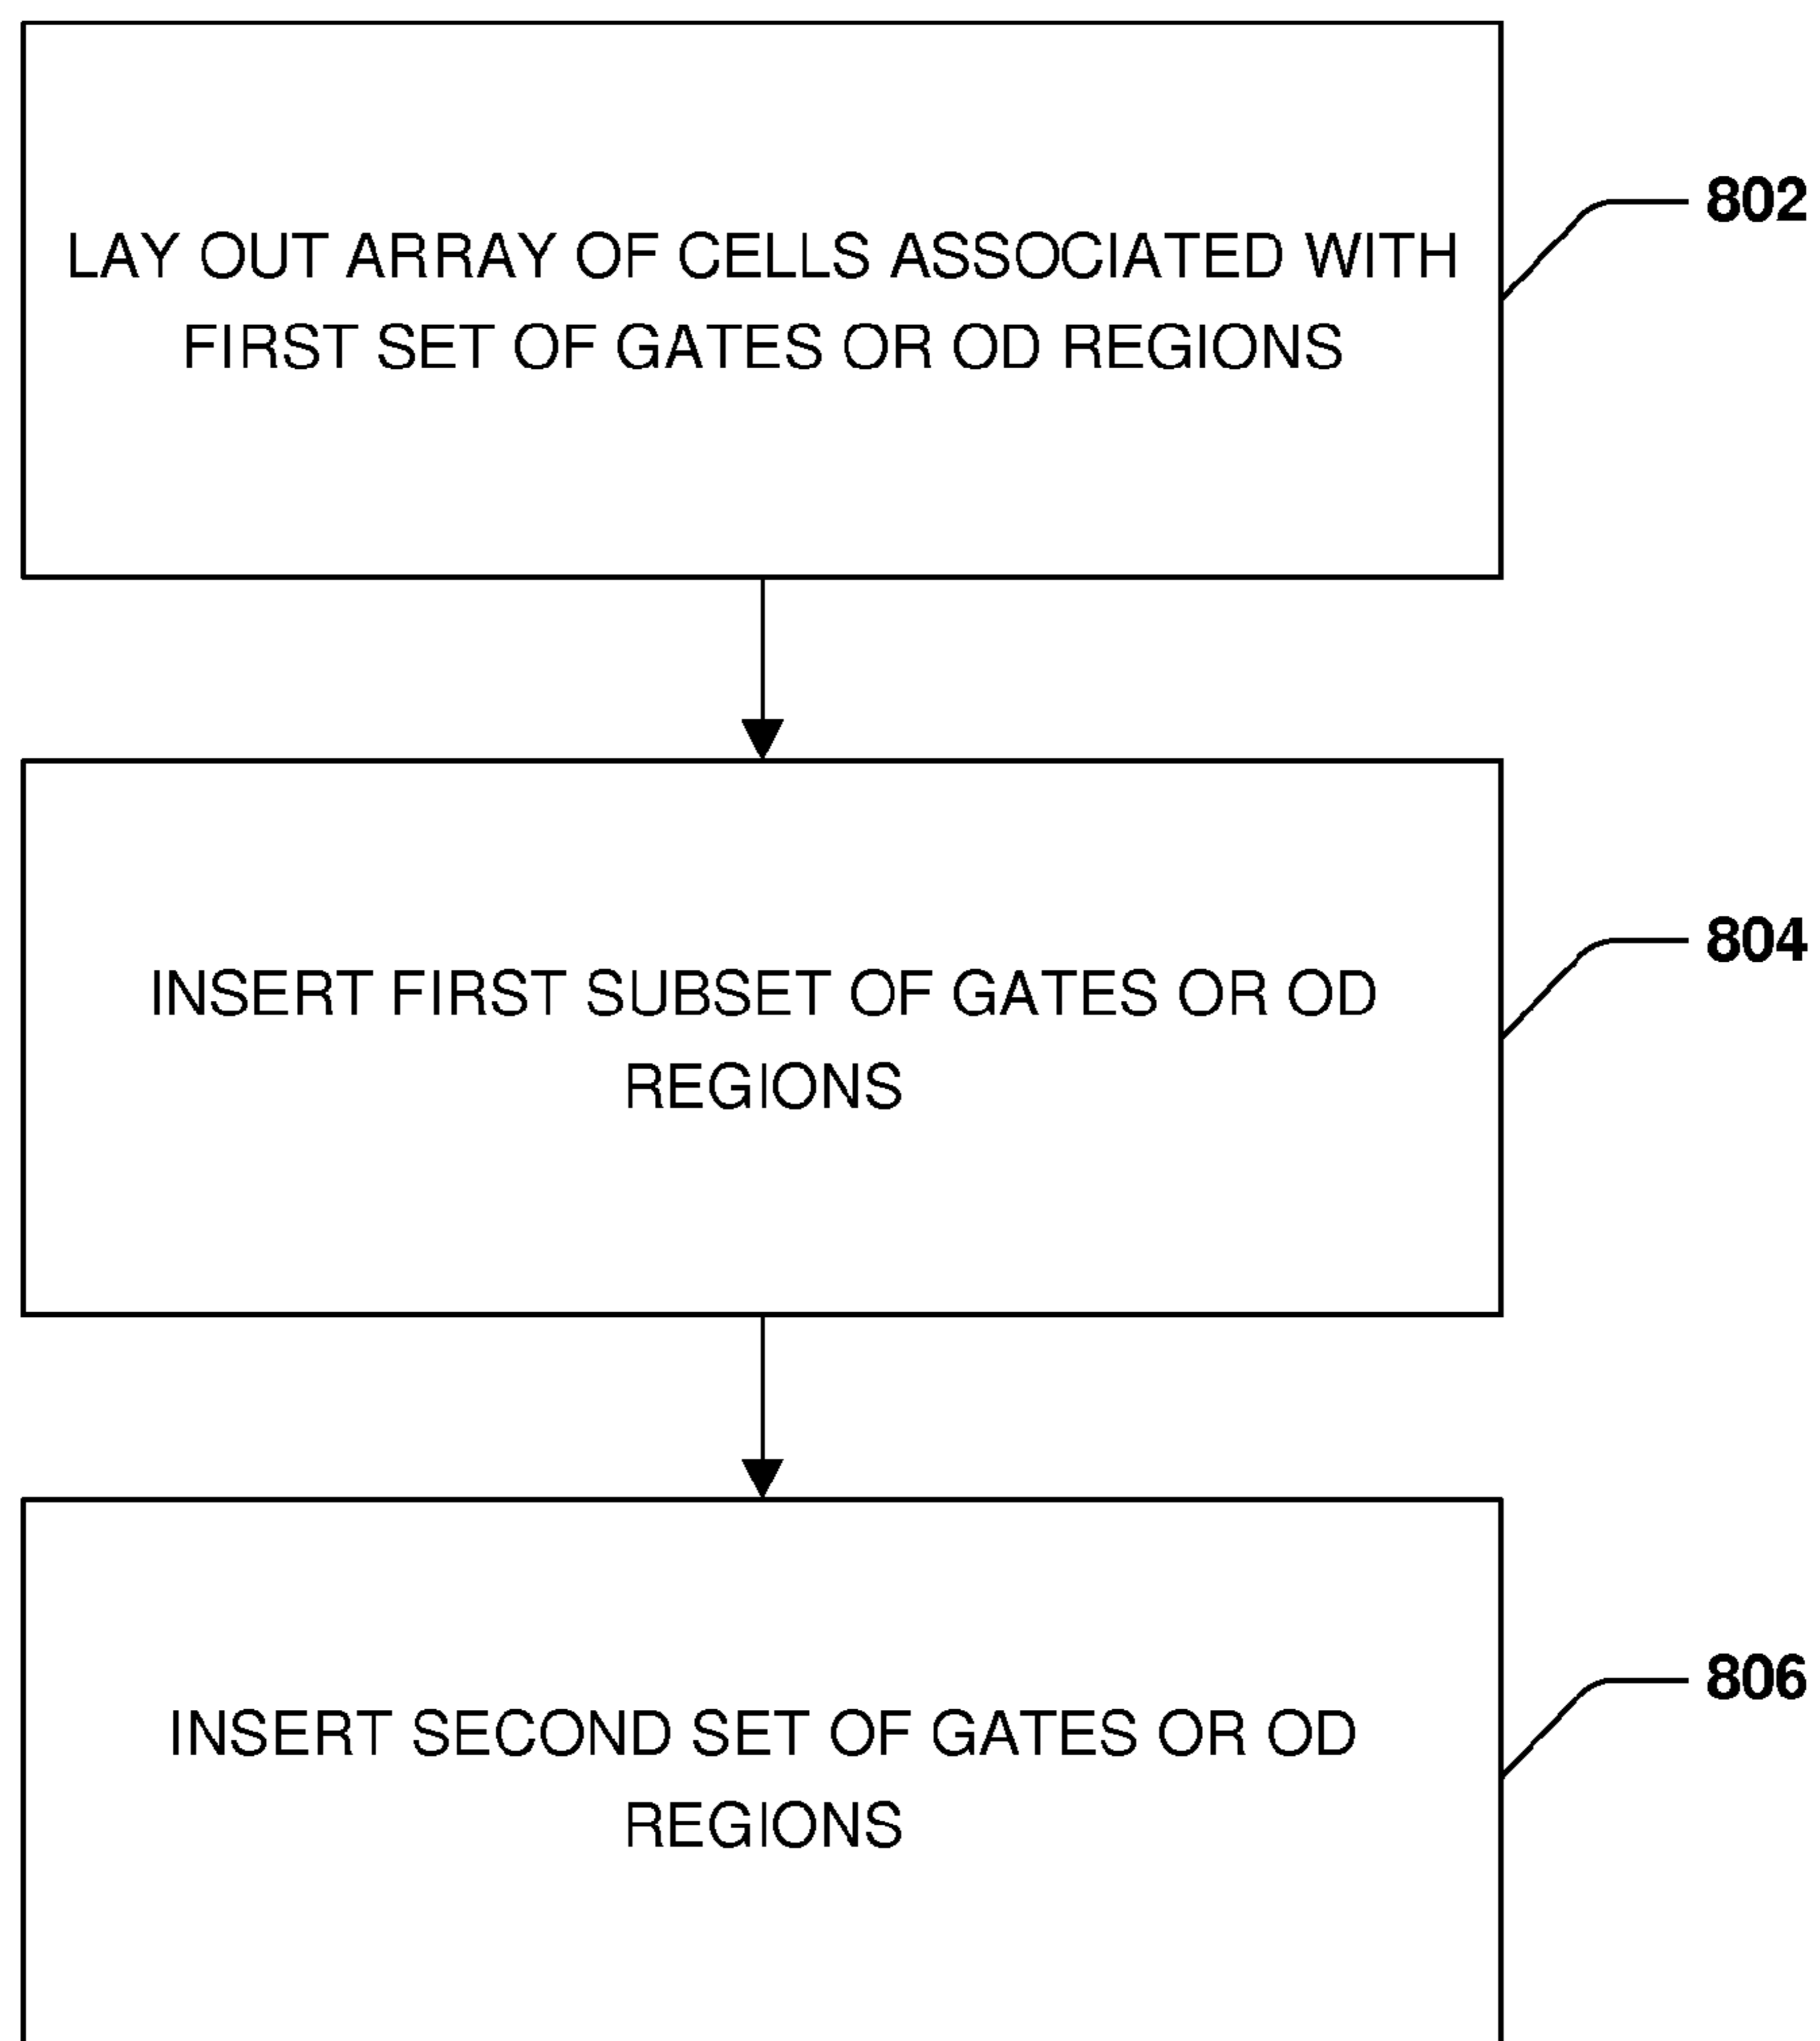 802
LAY OUT ARRAY OF CELLS ASSOCIATED WITH
FIRST SET OF GATES OR OD REGIONS
804
INSERT FIRST SUBSET OF GATES OR OD
REGIONS
806
INSERT SECOND SET OF GATES OR OD
REGIONS